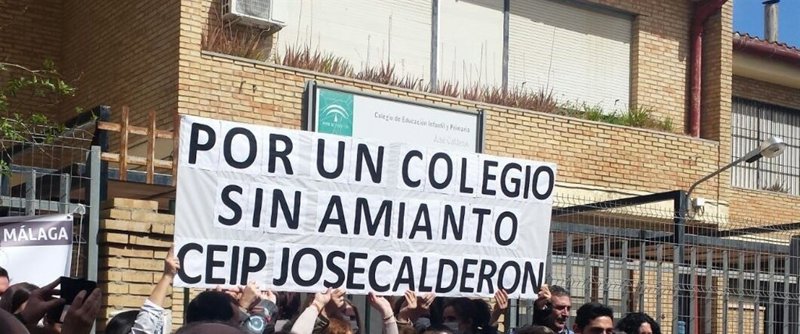 Colegio de Educación Infantil y Primaria
POR UN COLEGIO
SIN AMIANTO
CEIP JOSECALDERON
MÁLAGA